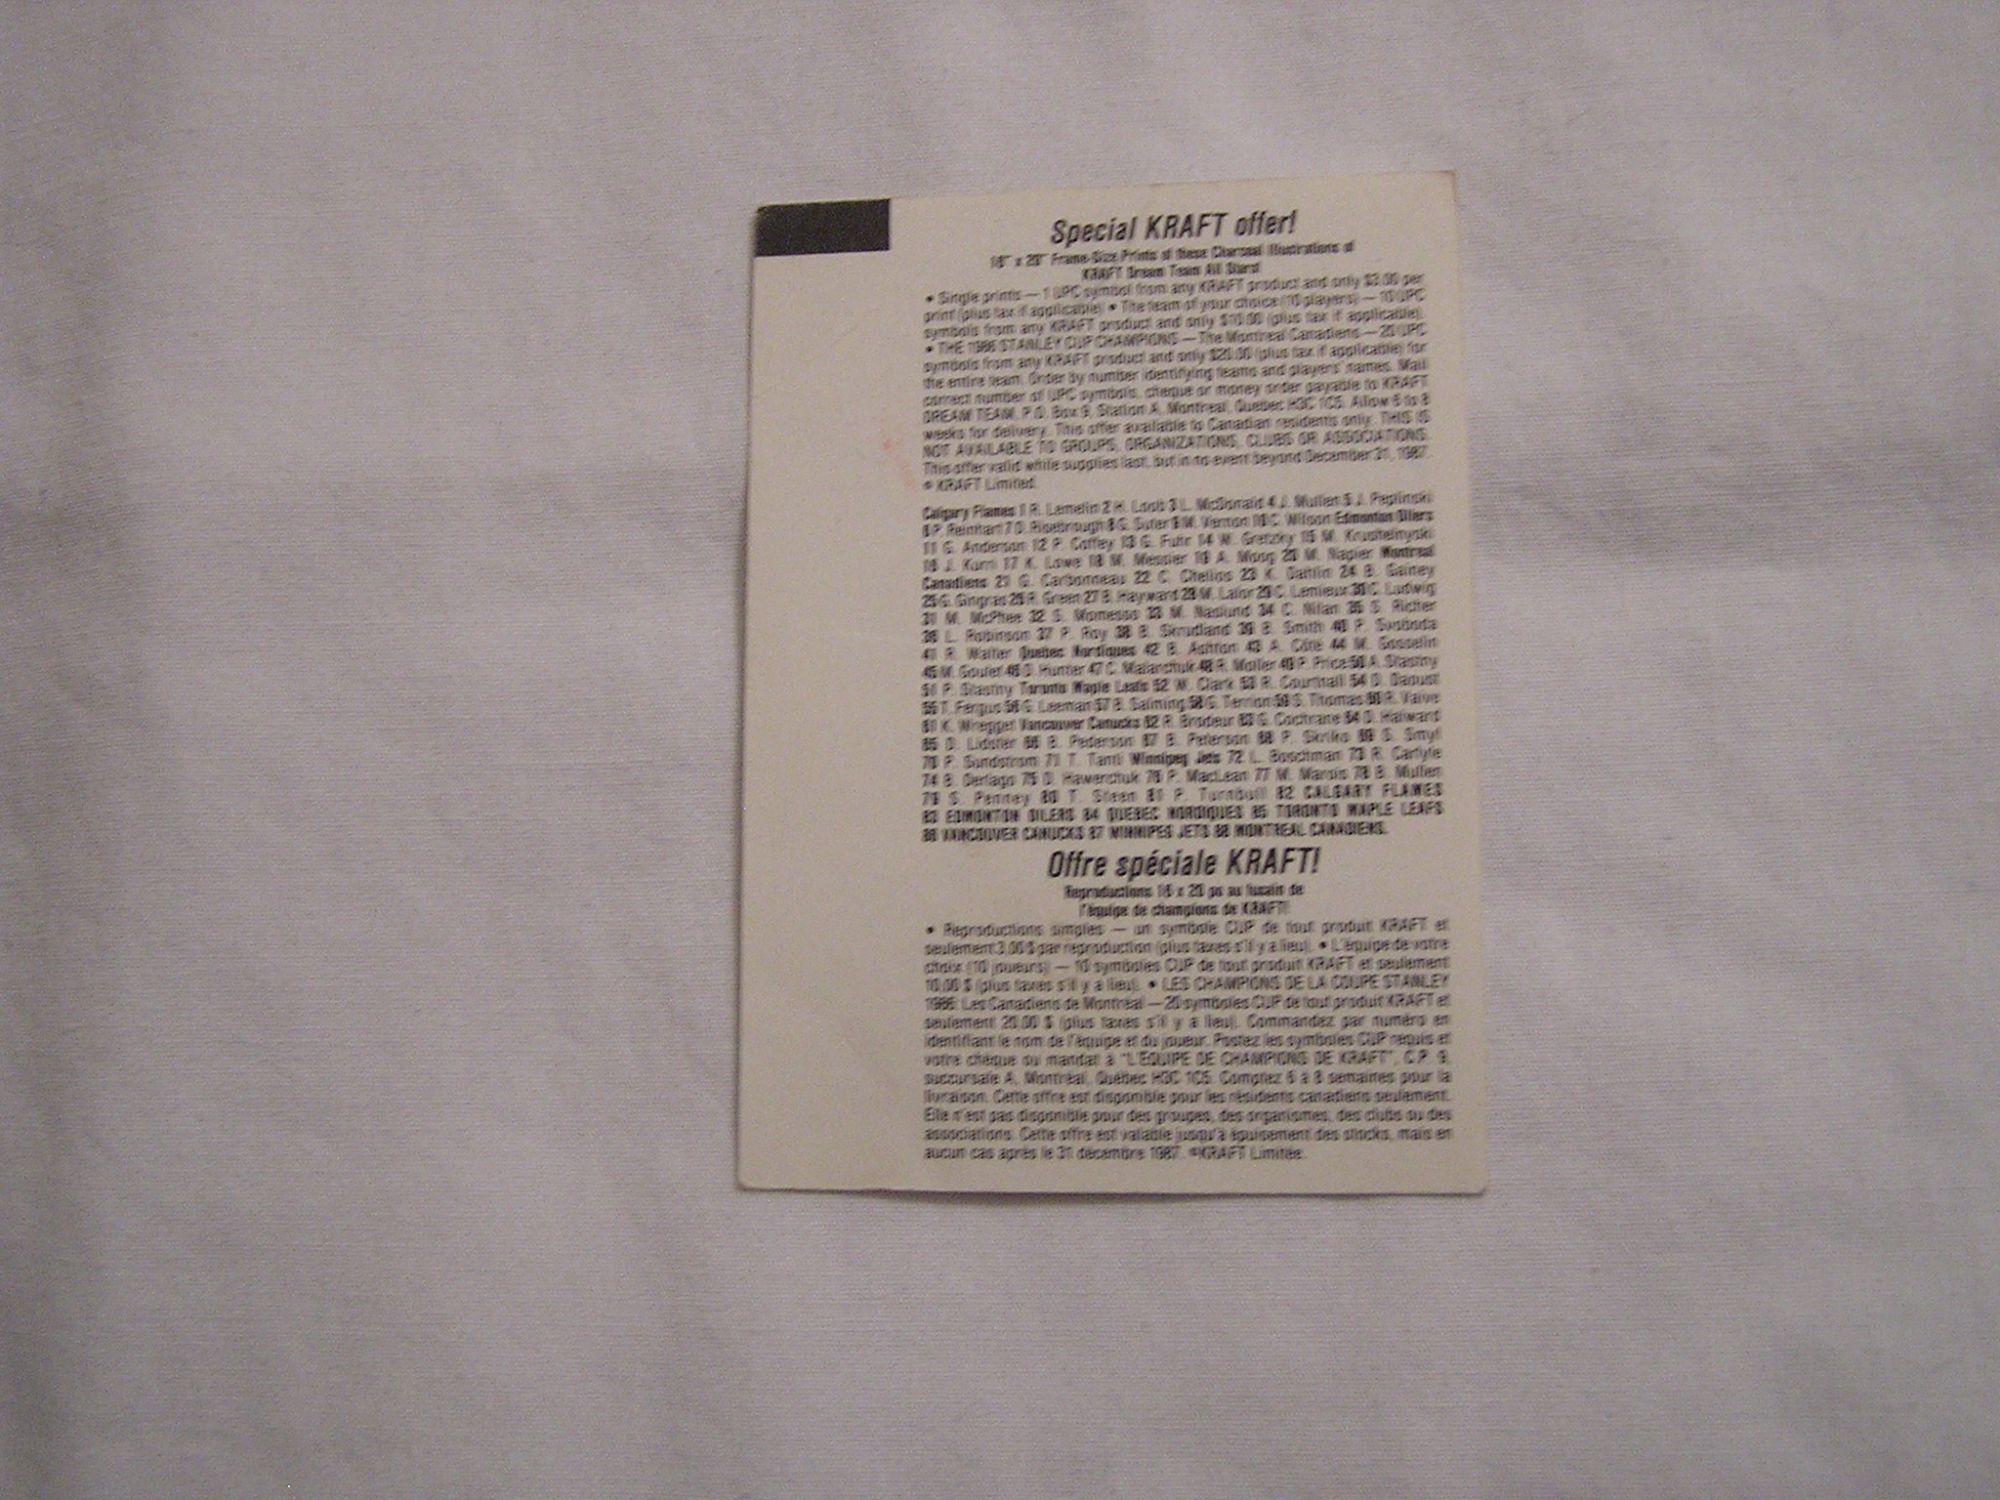 Special KRAFT offer!
16" x 20" Frame-Size Prints of these Charcoal Illustrations of
KRAFT Dream Team All Stars!
• Single prints — 1 UPC symbol from any KRAFT product and only $3.00 per
print (plus tax if applicable) • The team of your choice (10 players) — 10 UPC
symbols from any KRAFT product and only $10.00 (plus tax if applicable).
• THE 1986 STANLEY CUP CHAMPIONS — The Montreal Canadiens — 20 UPC
symbols from any KRAFT product and only $20.00 (plus tax if applicable) for
the entire team. Order by number identifying teams and players' names. Mail
correct number of UPC symbols, cheque or money order payable to KRAFT
DREAM TEAM, P.O. Box 9, Station A, Montreal, Quebec H3C 1C5. Allow 6 to 8
weeks for delivery. This offer available to Canadian residents only. THIS IS
NOT AVAILABLE TO GROUPS, ORGANIZATIONS, CLUBS OR ASSOCIATIONS.
This offer valid while supplies last, but in no event beyond December 31, 1987.
© KRAFT Limited.
Calgary Flames 1 R. Lemelin 2 H. Loob 3 L. McDonald 4 J. Mullen 5 J. Peplinski
6 P. Reinhart 7 D. Risebrough 8 G. Suter 9 M. Vernon 10 C. Wilson Edmonton Oilers
11 G. Anderson 12 P. Coffey 13 G. Fuhr 14 W. Gretzky 15 M. Krushelnyski
16 J. Kurri 17 K. Lowe 18 M. Messier 19 A. Moog 20 M. Napier Montreal
Canadiens 21 G. Carbonneau 22 C. Chelios 23 K. Dahlin 24 B. Gainey
25 G. Gingras 26 R. Green 27 B. Hayward 28 M. Lalor 29 C. Lemieux 30 C. Ludwig
31 M. McPhee 32 S. Momesso 33 M. Naslund 34 C. Nilan 35 S. Richer
36 L. Robinson 37 P. Roy 38 B. Skrudland 39 B. Smith 40 P. Svoboda
41 R. Walter Quebec Nordiques 42 B. Ashton 43 A. Côté 44 M. Gosselin
45 M. Goulet 46 D. Hunter 47 C. Malarchuk 48 R. Moller 49 P. Price 50 A. Stastny
51 P. Stastny Toronto Maple Leafs 52 W. Clark 53 R. Courtnall 54 D. Daoust
55 T. Fergus 56 G. Leeman 57 B. Salming 58 G. Terrion 59 S. Thomas 60 R. Vaive
61 K. Wregget Vancouver Canucks 62 R. Brodeur 63 G. Cochrane 64 D. Halward
65 D. Lidster 66 B. Pederson 67 B. Peterson 68 P. Skriko 69 S. Smyl
70 P. Sundstrom 71 T. Tanti Winnipeg Jets 72 L. Boschman 73 R. Carlyle
74 B. Derlago 75 D. Hawerchuk 76 P. MacLean 77 M. Marois 78 B. Mullen
79 S. Penney 80 T. Steen 81 P. Turnbull 82 CALGARY FLAMES
83 EDMONTON OILERS 84 QUEBEC NORDIQUES 85 TORONTO MAPLE LEAFS
86 VANCOUVER CANUCKS 87 WINNIPEG JETS 88 MONTREAL CANADIENS.
Offre spéciale KRAFT!
Reproductions 16 x 20 po au fusain de
l'équipe de champions de KRAFT!
• Reproductions simples — un symbole CUP de tout produit KRAFT et
seulement 3,00 $ par reproduction (plus taxes s'il y a lieu). • L'équipe de votre
choix (10 joueurs) — 10 symboles CUP de tout produit KRAFT et seulement
10,00 $ (plus taxes s'il y a lieu). • LES CHAMPIONS DE LA COUPE STANLEY
1986: Les Canadiens de Montréal — 20 symboles CUP de tout produit KRAFT et
seulement 20,00 $ (plus taxes s'il y a lieu). Commandez par numéro en
identifiant le nom de l'équipe et du joueur. Postez les symboles CUP requis et
votre chèque ou mandat à "L'ÉQUIPE DE CHAMPIONS DE KRAFT", C.P. 9,
succursale A, Montréal, Québec H3C 1C5. Comptez 6 à 8 semaines pour la
livraison. Cette offre est disponible pour les résidents canadiens seulement.
Elle n'est pas disponible pour des groupes, des organismes, des clubs ou des
associations. Cette offre est valable jusqu'à épuisement des stocks, mais en
aucun cas après le 31 décembre 1987. ©KRAFT Limitée.